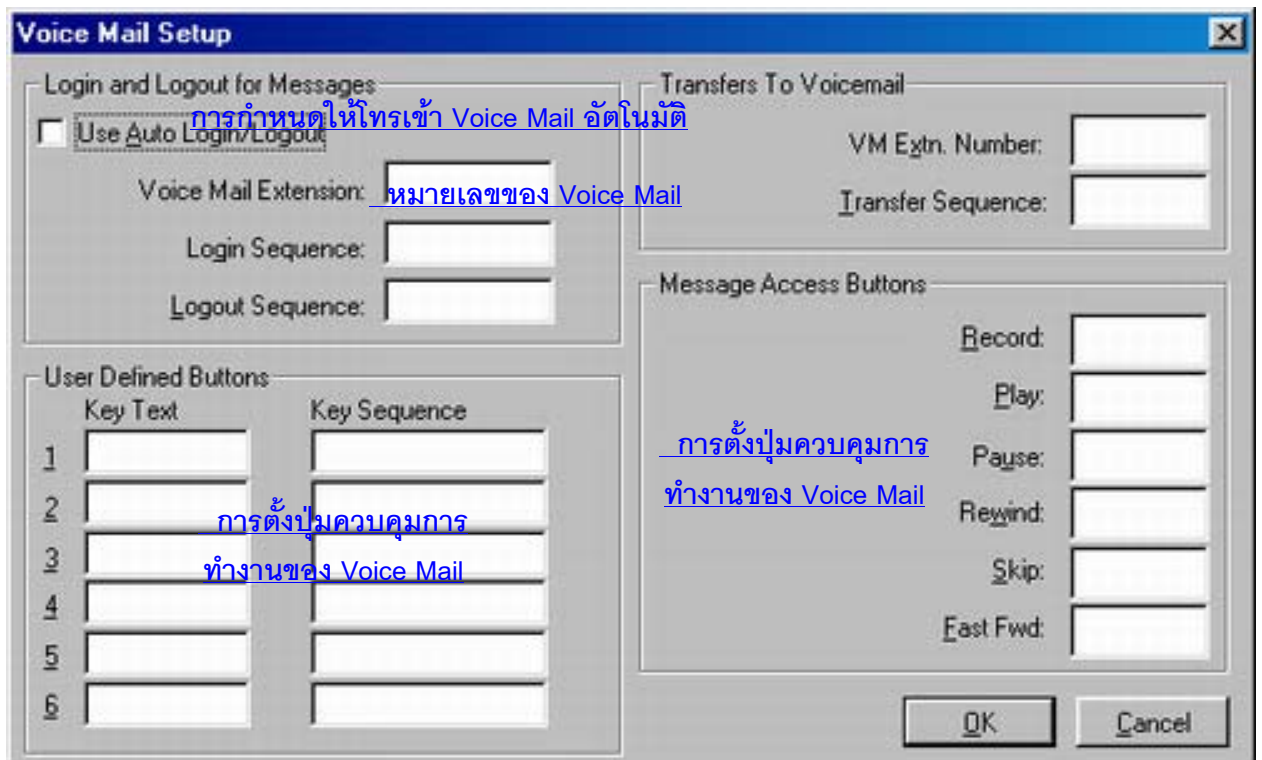 Voice Mail Setup
Login and Logout for Messages
การกำหนดให้โทรเข้า Voice Mail อัตโนมัติ
Use Auto Login/Logout
Voice Mail Extension:
หมายเลขของ Voice Mail
Login Sequence:
Logout Sequence:
Transfers To Voicemail
VM Extn. Number:
Transfer Sequence:
User Defined Buttons
Key Text Key Sequence
1
2
3
4
5
6
การตั้งปุ่มควบคุมการ
ทำงานของ Voice Mail
Message Access Buttons
Record:
Play:
Pause:
Rewind:
Skip:
Fast Fwd:
การตั้งปุ่มควบคุมการ
ทำงานของ Voice Mail
OK Cancel